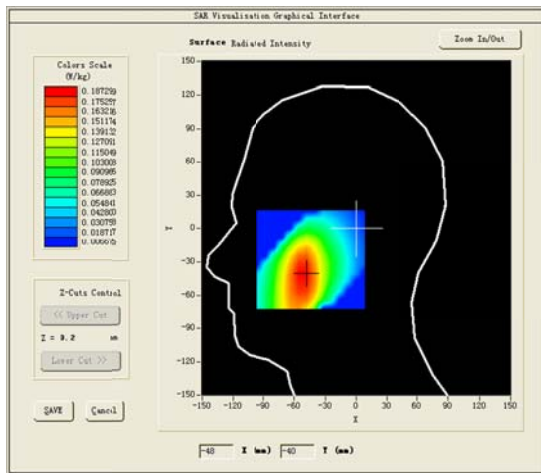 SAR Visualisation Graphical Interface
Surface Radiated Intensity
Zoom In/Out
Colors Scale
(W/kg)
0.187299
0.175257
0.163216
0.151174
0.139132
0.127091
0.115049
0.103008
0.090966
0.078925
0.066883
0.054841
0.042800
0.030758
0.018717
0.006675
Z-Cuts Control
<< Upper Cut
Z = 0.2 mm
Lower Cut >>
SAVE
Cancel
150
120
90
60
30
0
-30
-60
-90
-120
-150
Y
-150 -120 -90 -60 -30 0 30 60 90 120 150
X
-48 X (mm) -40 Y (mm)